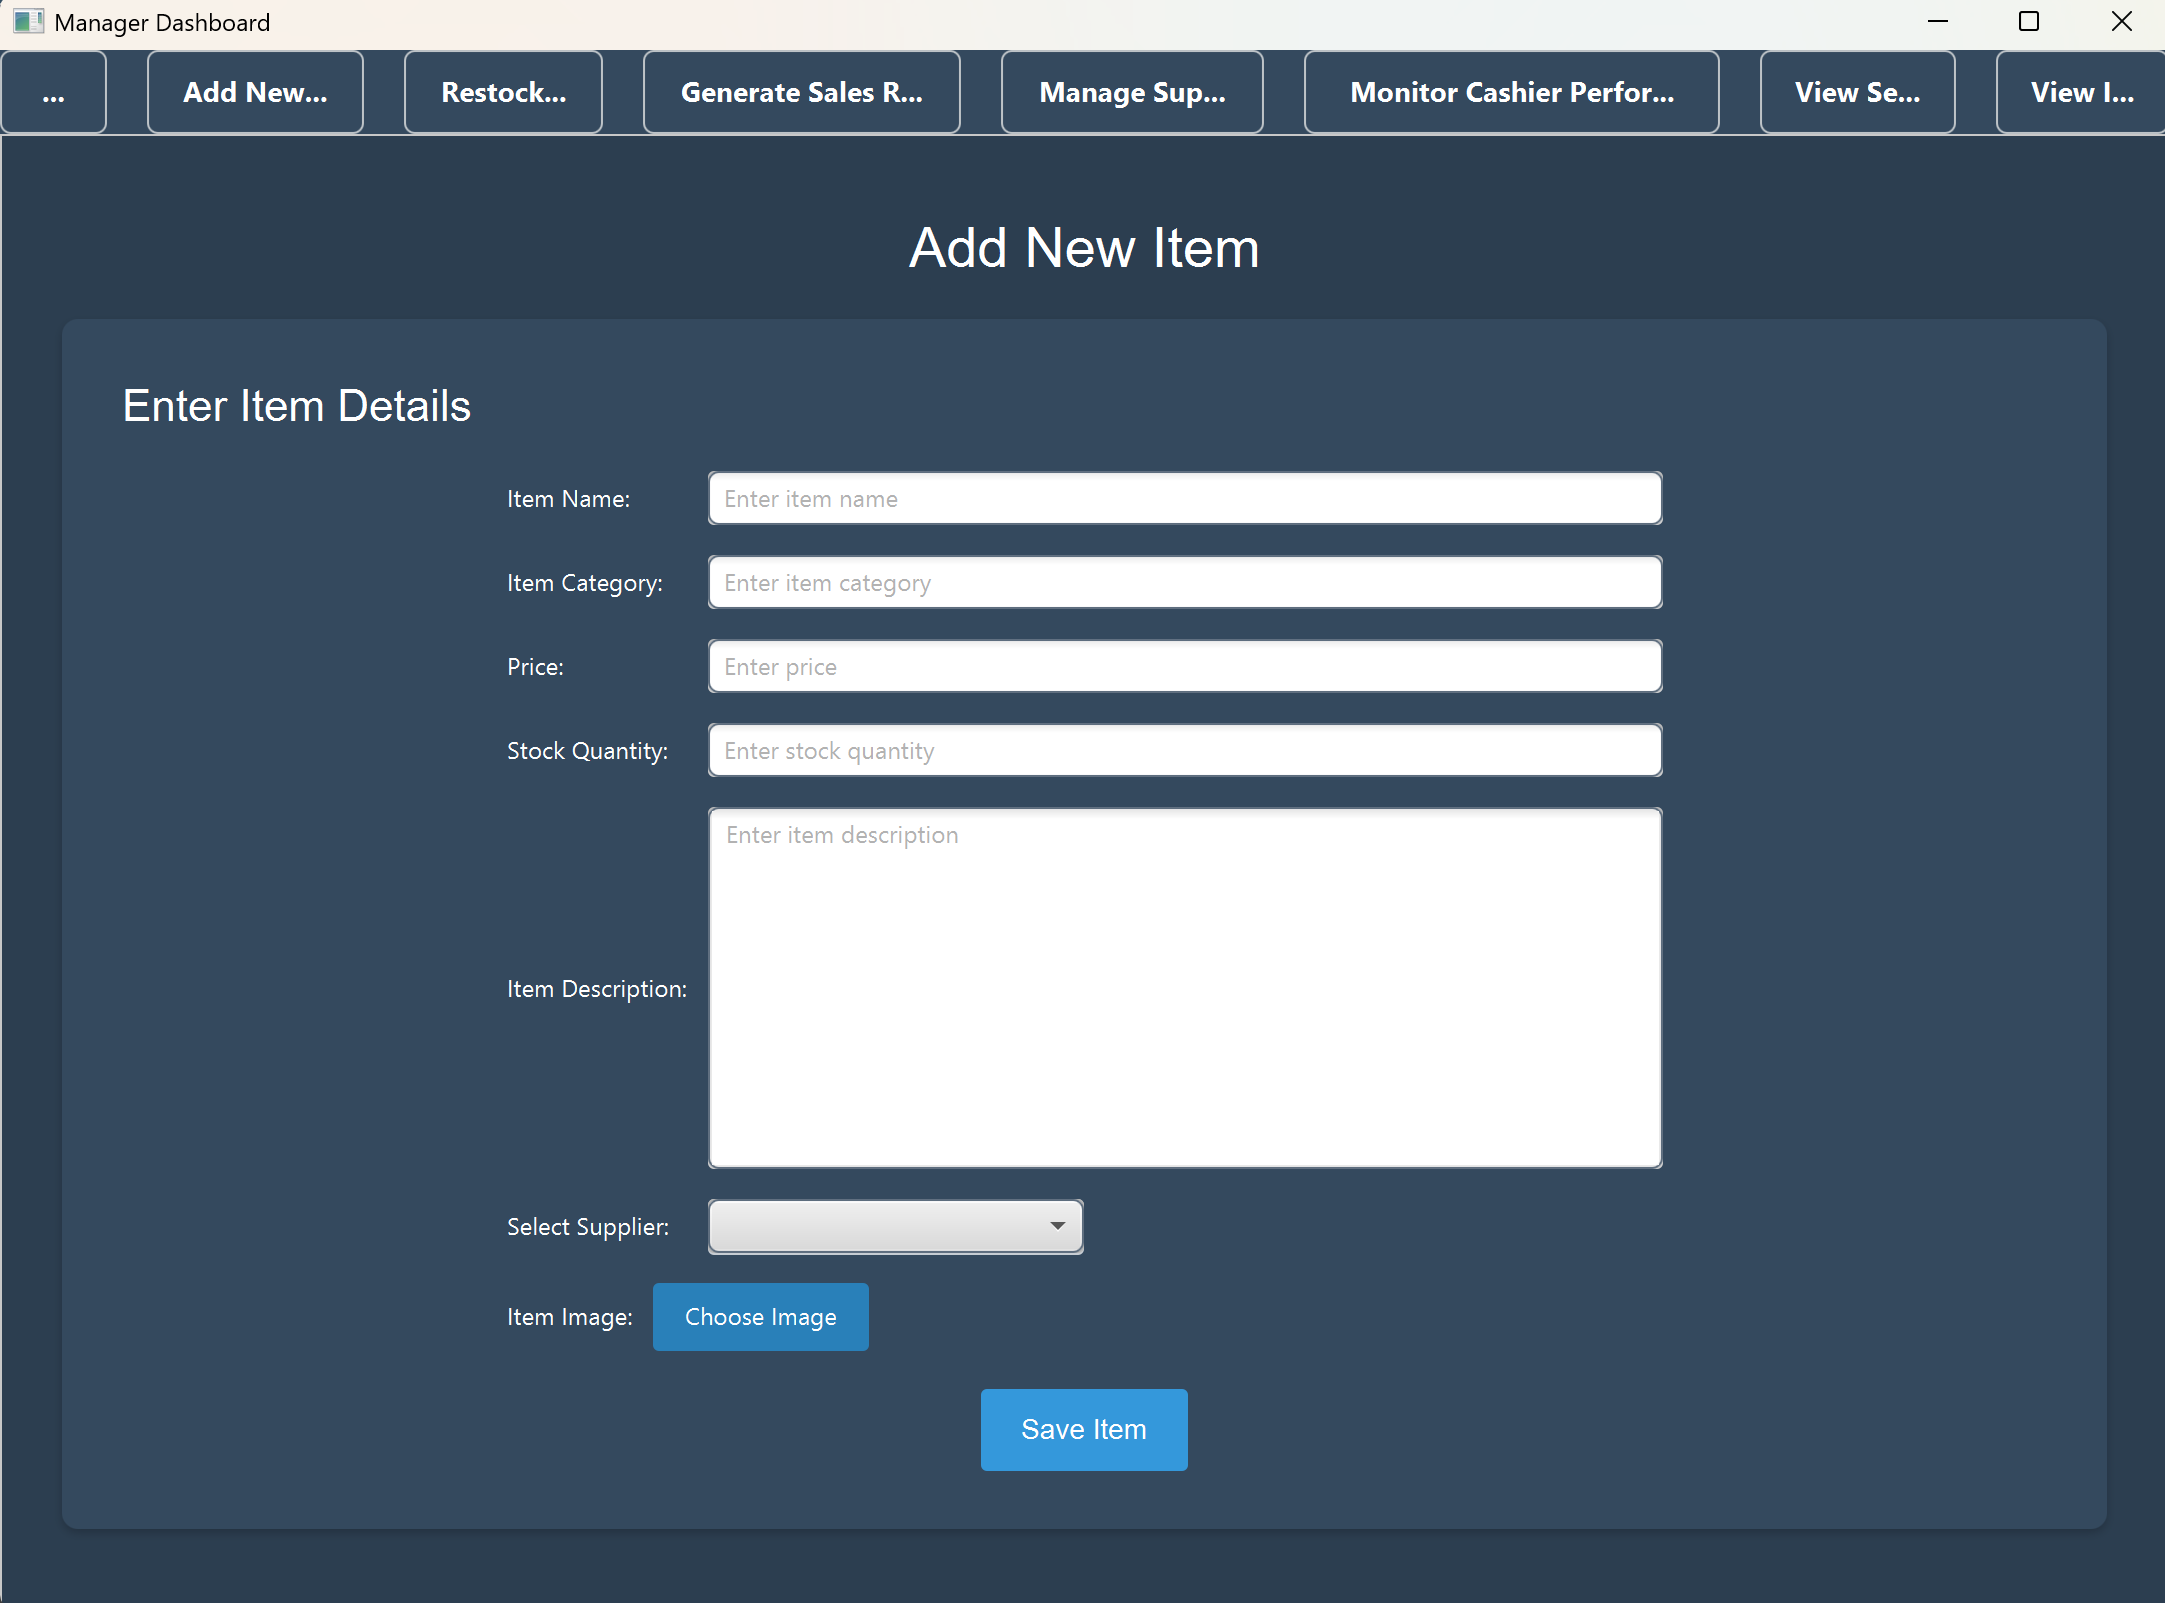 Manager Dashboard
...
Add New...
Restock...
Generate Sales R...
Manage Sup...
Monitor Cashier Perfor...
View Se...
View I...
Add New Item
Enter Item Details
Item Name:
Enter item name
Item Category:
Enter item category
Price:
Enter price
Stock Quantity:
Enter stock quantity
Item Description:
Enter item description
Select Supplier:
Item Image:
Choose Image
Save Item